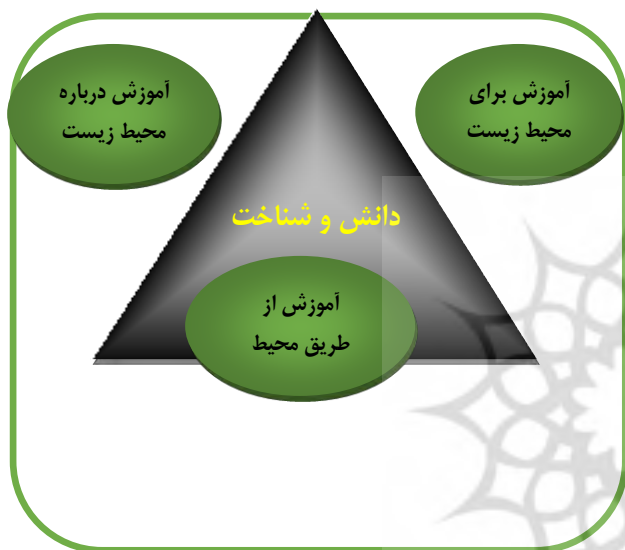 آموزش برای
محیط زیست
آموزش درباره
محیط زیست
دانش و شناخت
آموزش از
طریق محیط